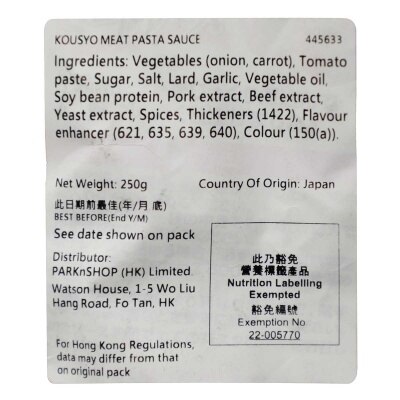 KOUSYO MEAT PASTA SAUCE 445633
Ingredients: Vegetables (onion, carrot), Tomato
paste, Sugar, Salt, Lard, Garlic, Vegetable oil,
Soy bean protein, Pork extract, Beef extract,
Yeast extract, Spices, Thickeners (1422), Flavour
enhancer (621, 635, 639, 640), Colour (150(a)).
Net Weight: 250g Country Of Origin: Japan
此日期前最佳(年/月 底)
BEST BEFORE(End Y/M)
See date shown on pack
Distributor:
PARKnSHOP (HK) Limited
Watson House, 1-5 Wo Liu
Hang Road, Fo Tan, HK
For Hong Kong Regulations,
data may differ from that
on original pack
此乃豁免
營養標籤產品
Nutrition Labelling
Exempted
豁免編號
Exemption No
22-005770